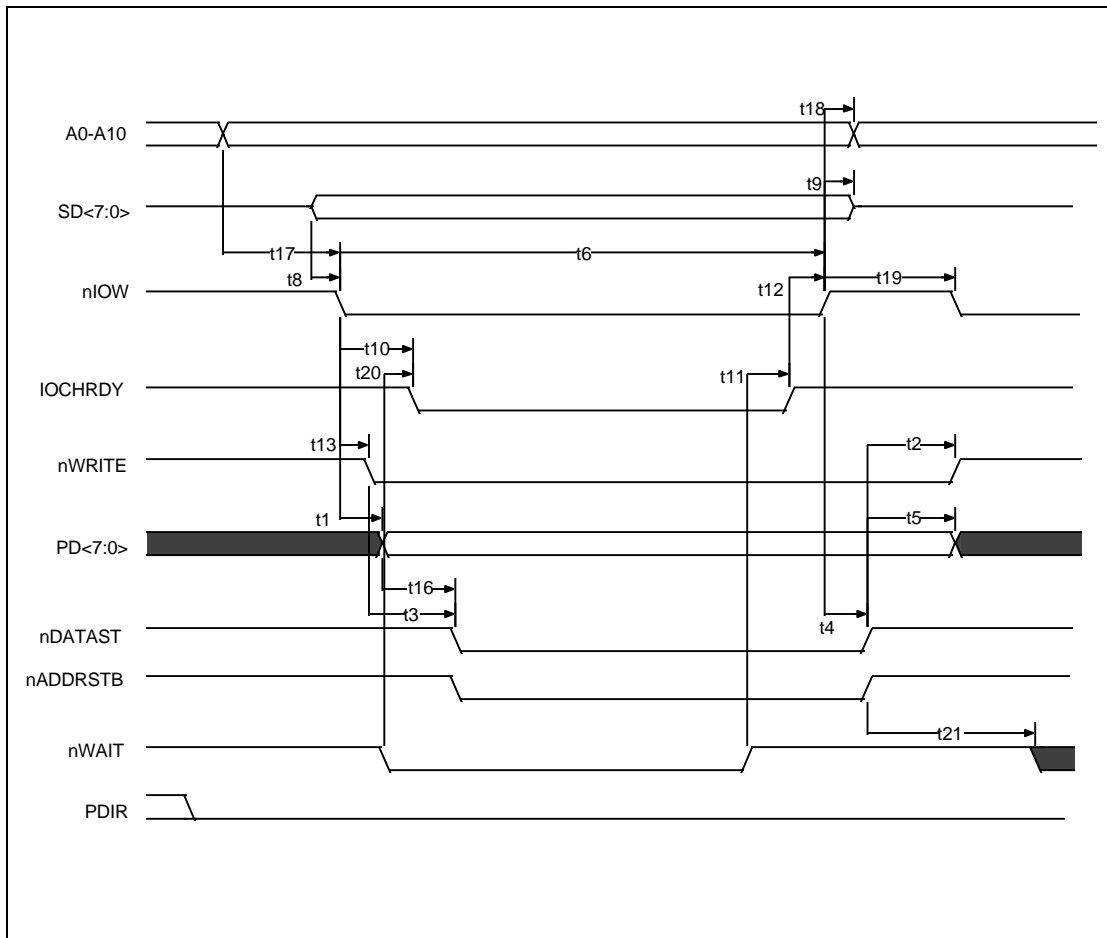 t18
A0-A10
t9
SD<7:0>
t17 t6
t8 t12 t19
nIOW
t10
t20 t11
IOCHRDY
t13 t2
nWRITE
t1 t5
PD<7:0>
t16
t3 t4
nDATAST
nADDRSTB
t21
nWAIT
PDIR